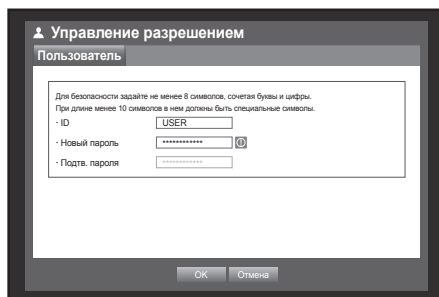 Управление разрешением
Пользователь
Для безопасности задайте не менее 8 символов, сочетая буквы и цифры.
При длине менее 10 символов в нем должны быть специальные символы.
· ID USER
· Новый пароль ************
· Подтв. пароля ************
OK Отмена